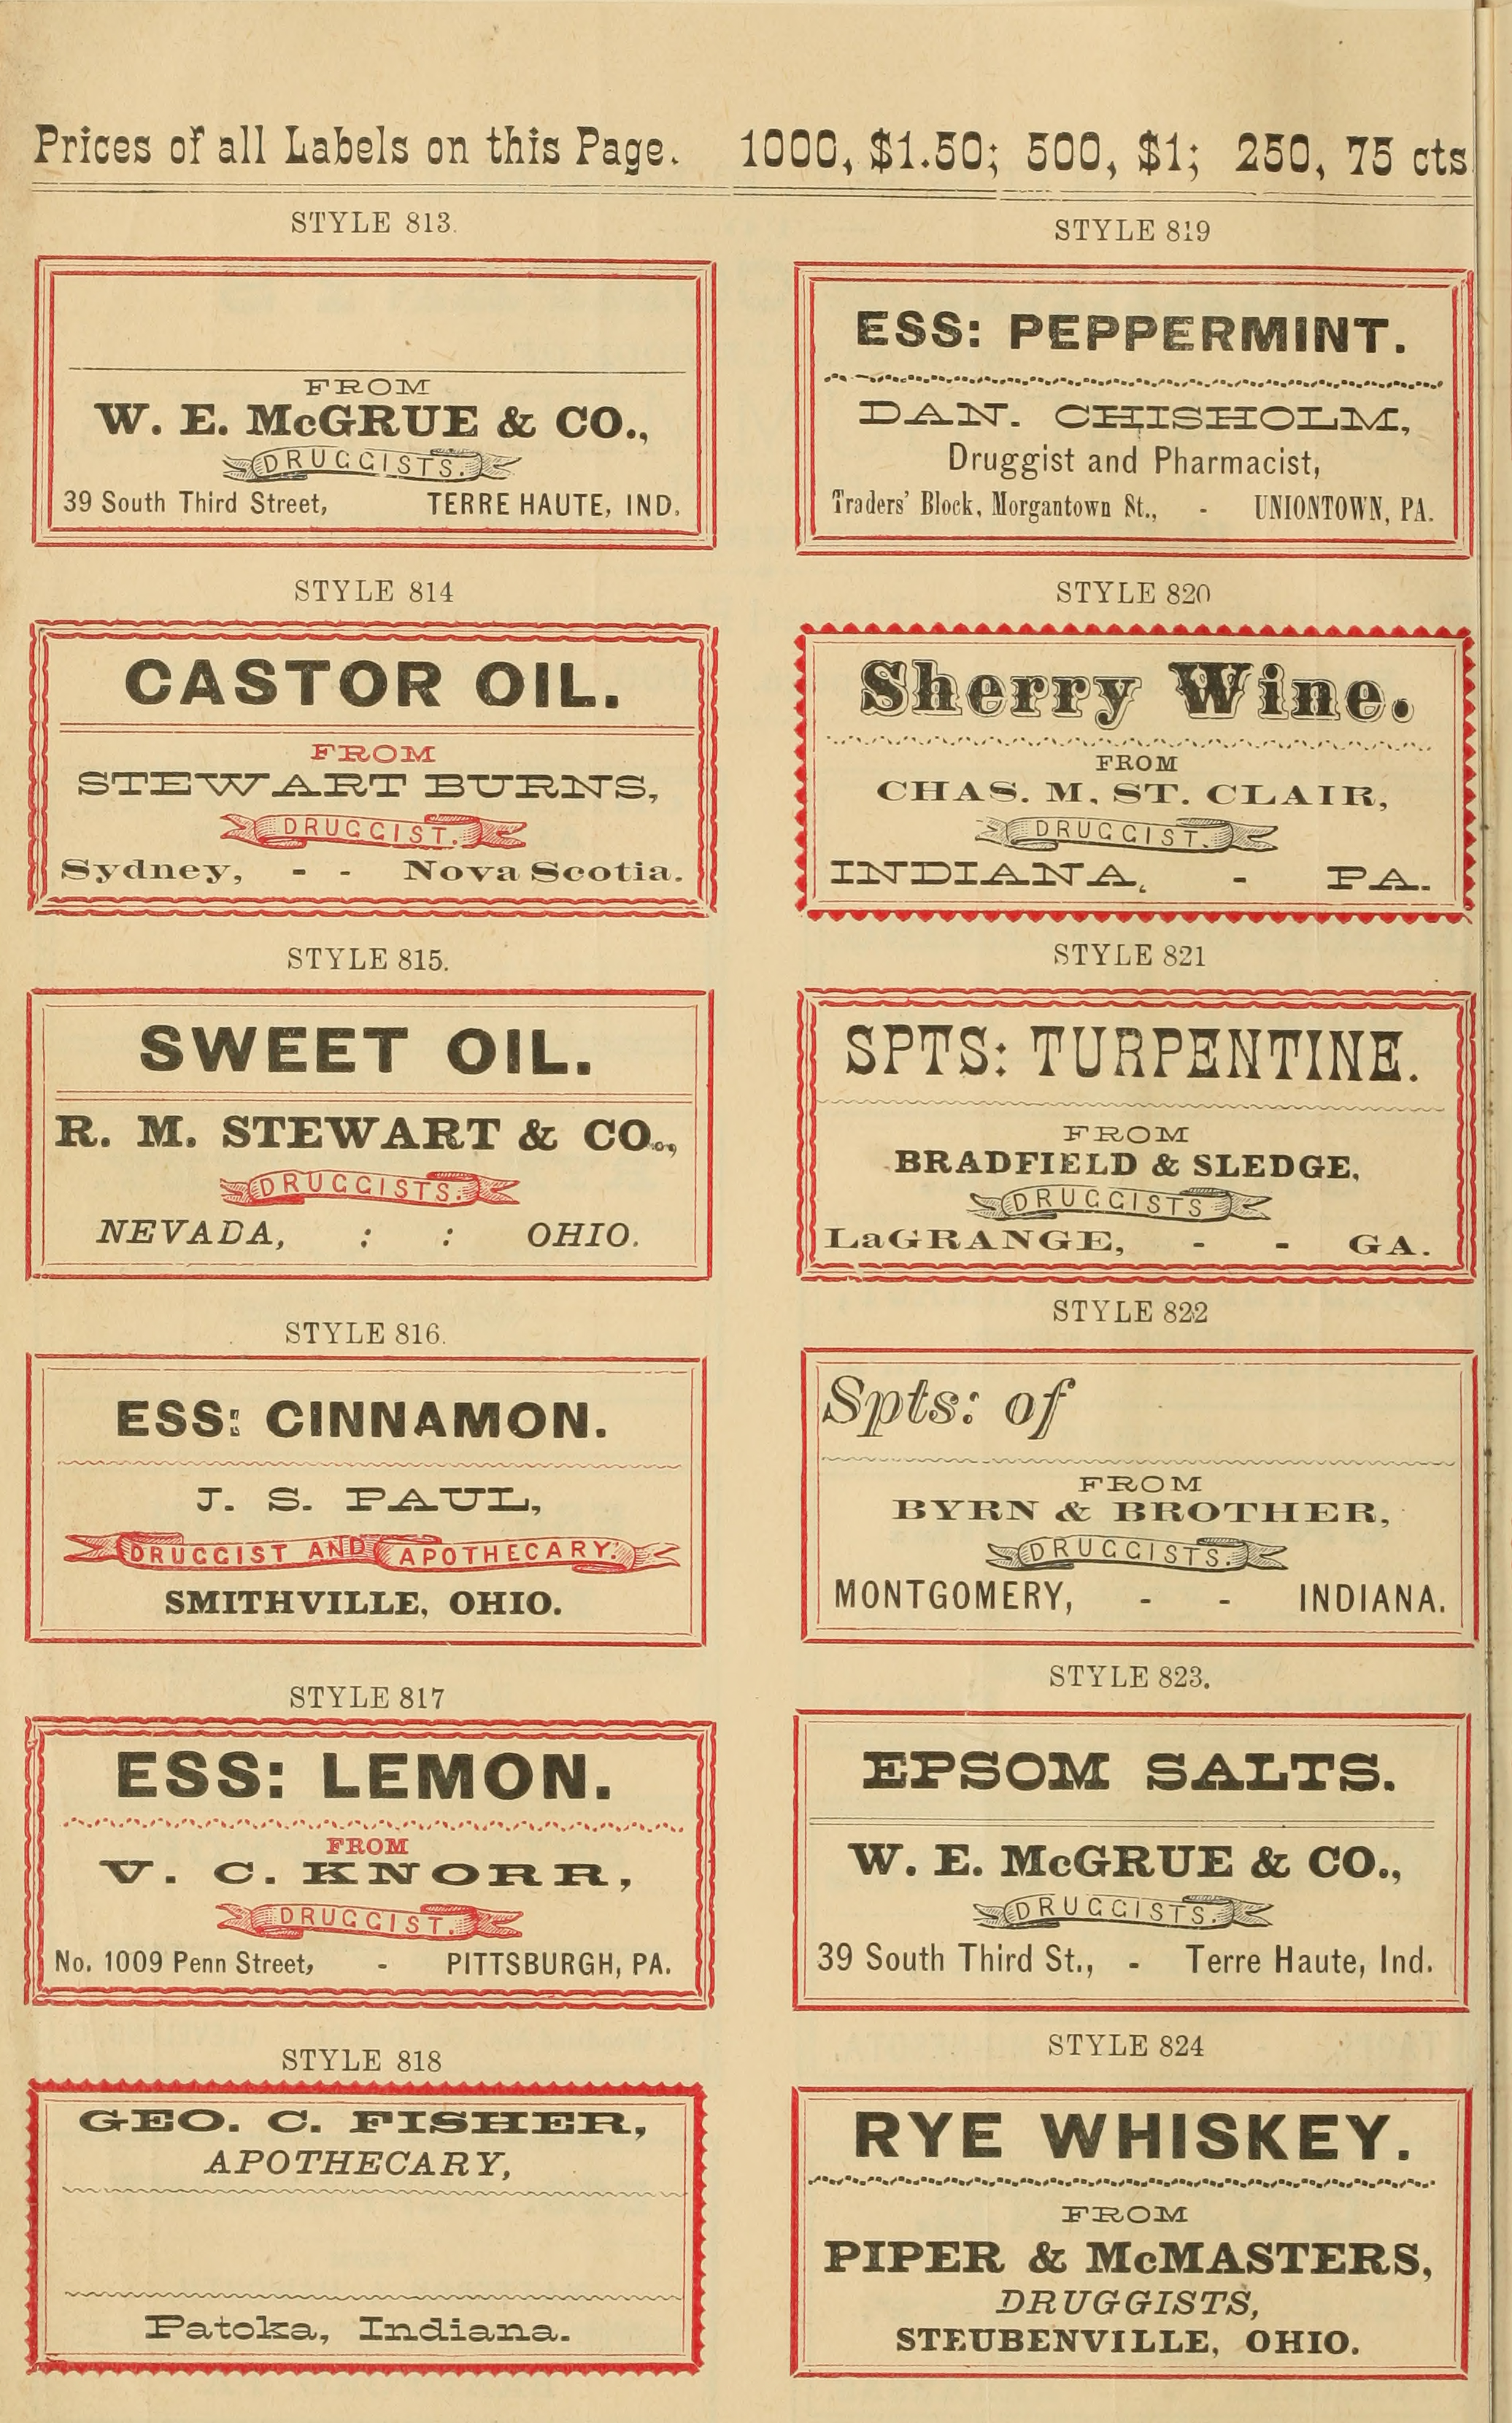 Prices of all Labels on this Page. 1000, $1.50; 500, $1; 250, 75 cts
STYLE 813.
FROM
W. E. McGRUE & CO.,
DRUGGISTS.
39 South Third Street, TERRE HAUTE, IND.
STYLE 814
CASTOR OIL.
FROM
STEWART BURNS,
DRUGGIST.
Sydney, - - Nova Scotia.
STYLE 815.
SWEET OIL.
R. M. STEWART & CO.,
DRUGGISTS.
NEVADA, : : OHIO.
STYLE 816.
ESS: CINNAMON.
J. S. PAUL,
DRUGGIST AND APOTHECARY.
SMITHVILLE, OHIO.
STYLE 817
ESS: LEMON.
FROM
V. C. KNORR,
DRUGGIST.
No. 1009 Penn Street, - PITTSBURGH, PA.
STYLE 818
GEO. C. FISHER,
APOTHECARY,
Patoka, Indiana.
STYLE 819
ESS: PEPPERMINT.
DAN. CHISHOLM,
Druggist and Pharmacist,
Traders' Block, Morgantown St., - UNIONTOWN, PA.
STYLE 820
Sherry Wine.
FROM
CHAS. M. ST. CLAIR,
DRUGGIST.
INDIANA, - PA.
STYLE 821
SPTS: TURPENTINE.
FROM
BRADFIELD & SLEDGE,
DRUGGISTS
LaGRANGE, - - GA.
STYLE 822
Spts: of
FROM
BYRN & BROTHER,
DRUGGISTS.
MONTGOMERY, - - INDIANA.
STYLE 823.
EPSOM SALTS.
W. E. McGRUE & CO.,
DRUGGISTS.
39 South Third St., - Terre Haute, Ind.
STYLE 824
RYE WHISKEY.
FROM
PIPER & McMASTERS,
DRUGGISTS,
STEUBENVILLE, OHIO.